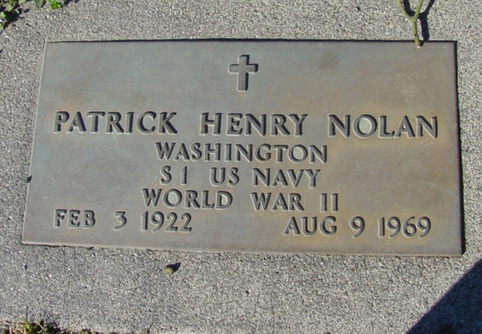 PATRICK HENRY NOLAN
WASHINGTON
S1 US NAVY
WORLD WAR II
FEB 3 1922 AUG 9 1969